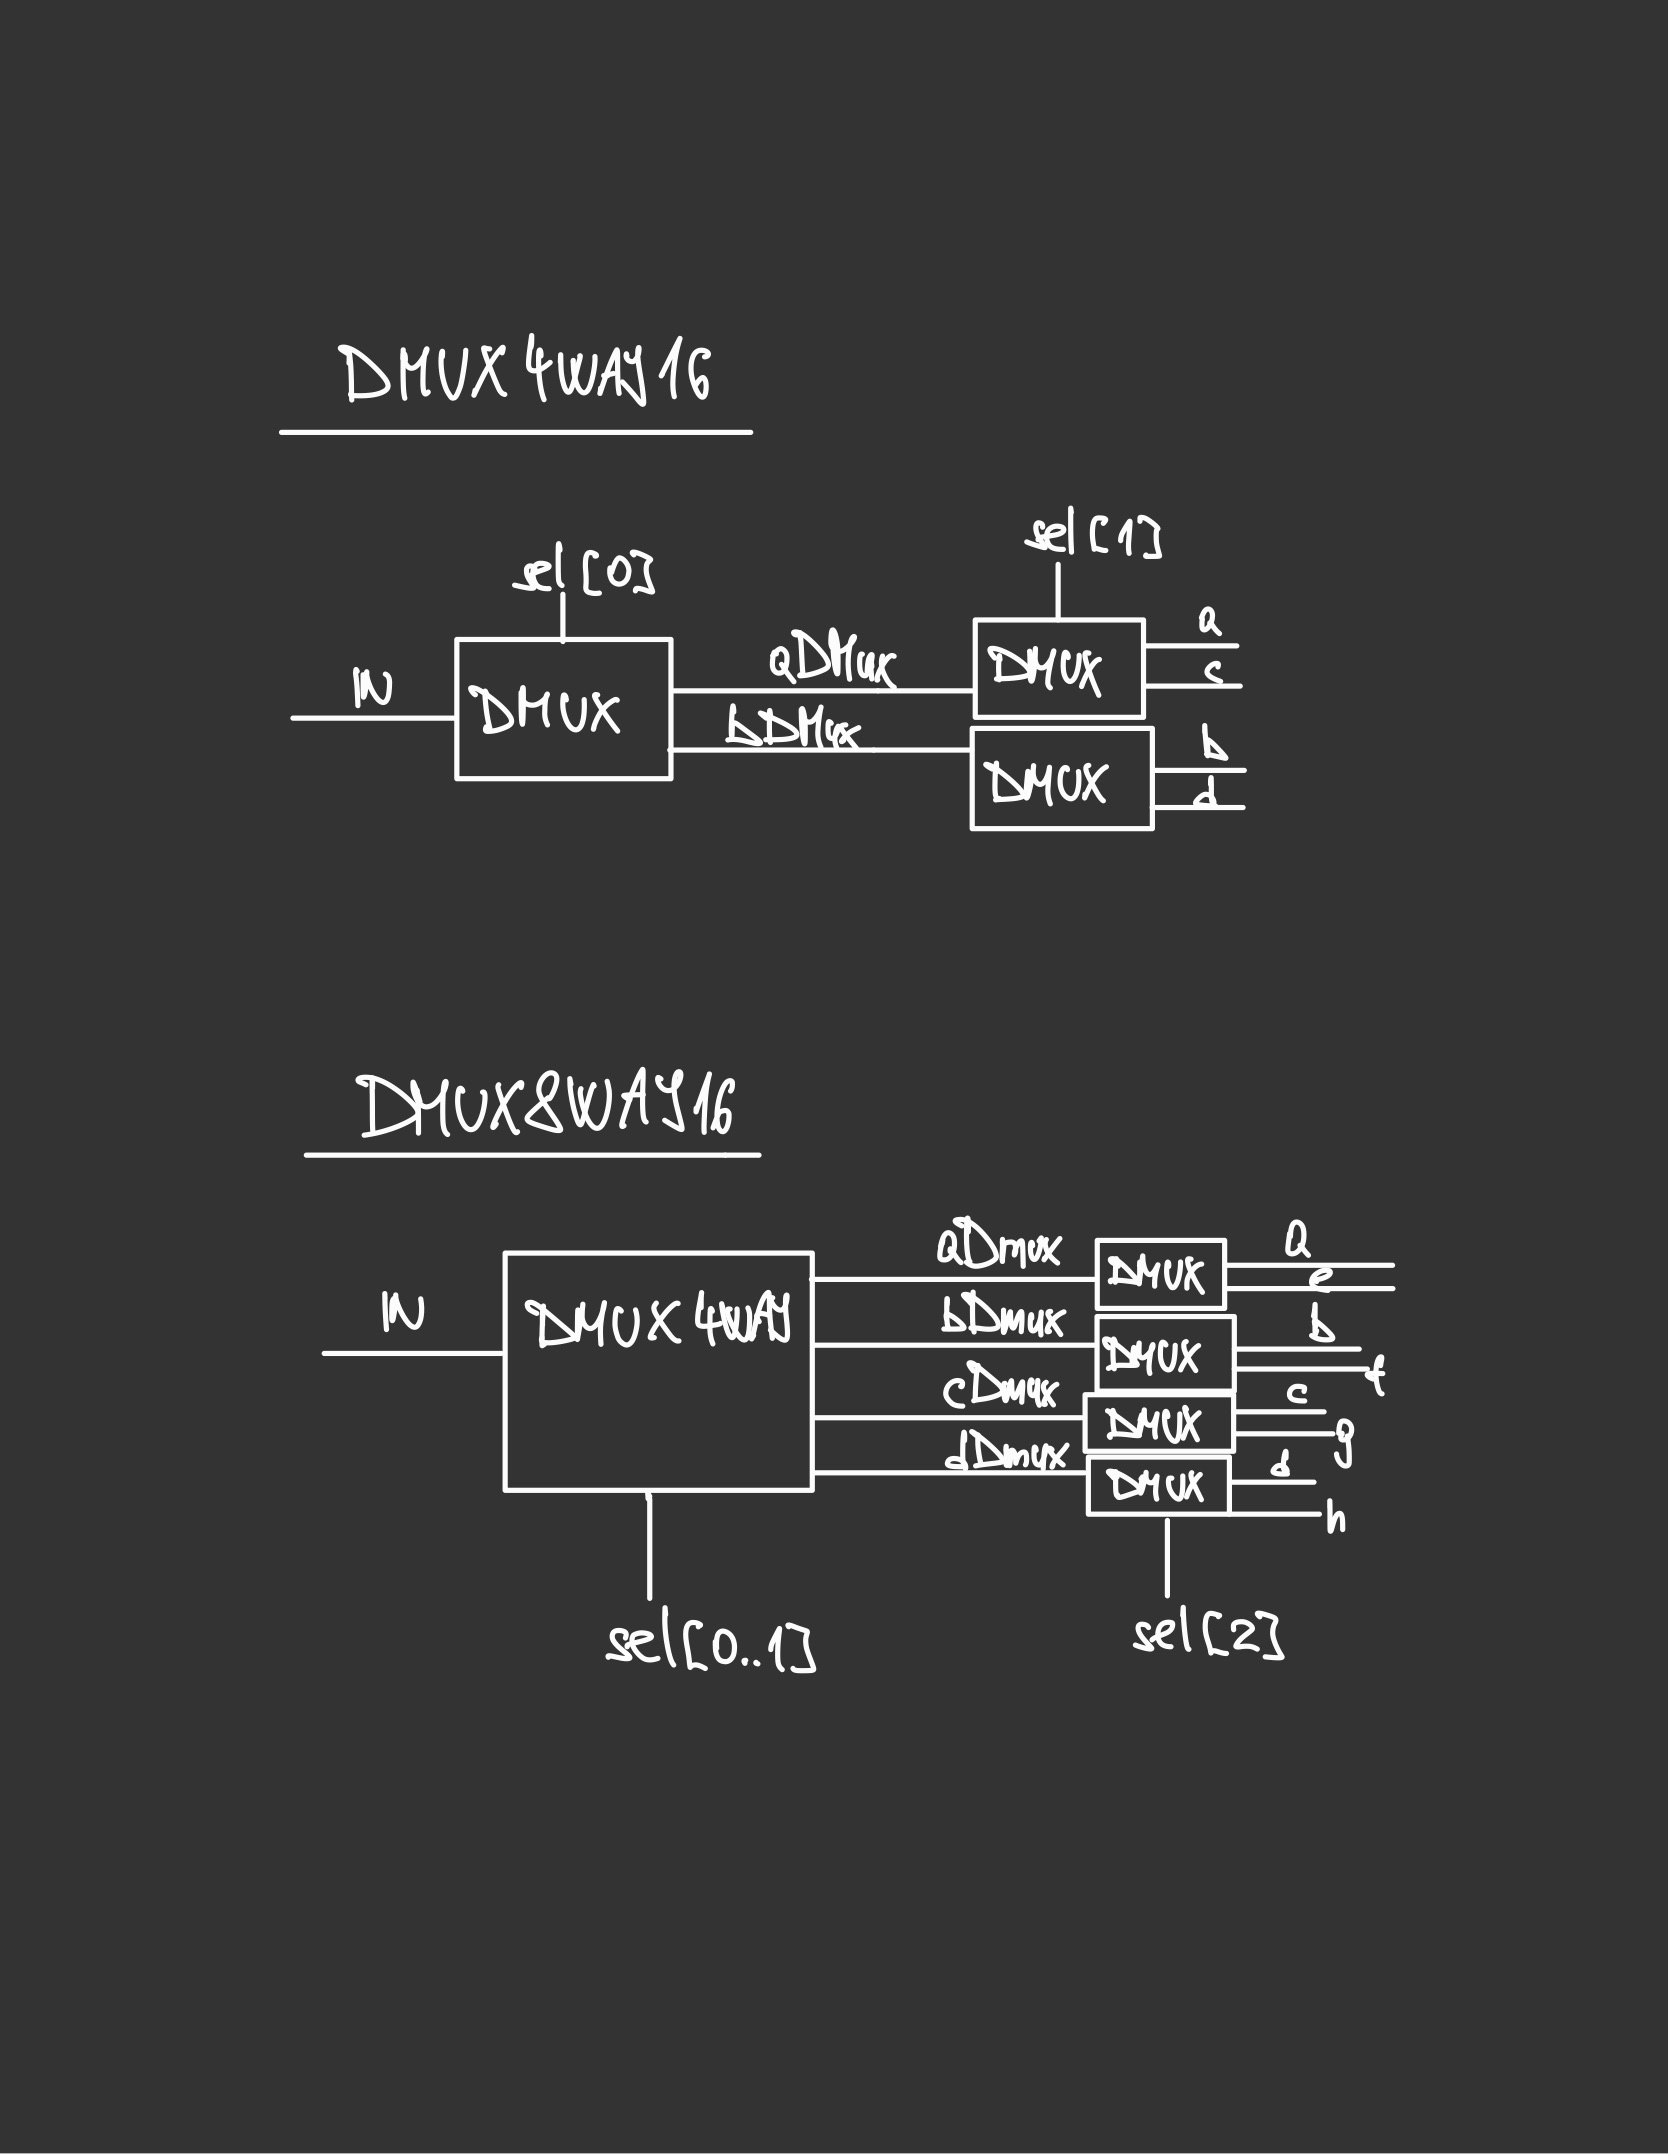 DMUX4WAY16
sel[1]
sel[0]
a
IN
aDMux
DMUX
c
DMUX
bDMux
b
DMUX
d
DMUX8WAY16
aDmux
a
DMUX
e
IN
DMUX4WAY
bDmux
b
DMUX
f
cDmux
c
DMUX
g
dDmux
d
DMUX
h
sel[0..1]
sel[2]